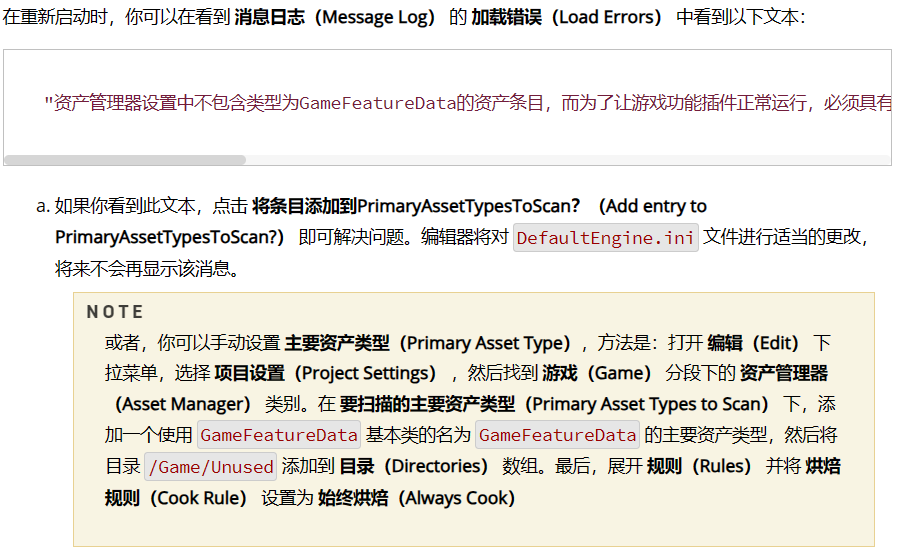 在重新启动时，你可以在看到 消息日志（Message Log） 的 加载错误（Load Errors） 中看到以下文本：
"资产管理器设置中不包含类型为GameFeatureData的资产条目，而为了让游戏功能插件正常运行，必须具有
a. 如果你看到此文本，点击 将条目添加到PrimaryAssetTypesToScan？（Add entry to
PrimaryAssetTypesToScan?） 即可解决问题。编辑器将对 DefaultEngine.ini 文件进行适当的更改，
将来不会再显示该消息。
NOTE
或者，你可以手动设置 主要资产类型（Primary Asset Type） ，方法是：打开 编辑（Edit） 下
拉菜单，选择 项目设置（Project Settings） ，然后找到 游戏（Game） 分段下的 资产管理器
（Asset Manager） 类别。在 要扫描的主要资产类型（Primary Asset Types to Scan） 下，添
加一个使用 GameFeatureData 基本类的名为 GameFeatureData 的主要资产类型，然后将
目录 /Game/Unused 添加到 目录（Directories） 数组。最后，展开 规则（Rules） 并将 烘焙
规则（Cook Rule） 设置为 始终烘焙（Always Cook）